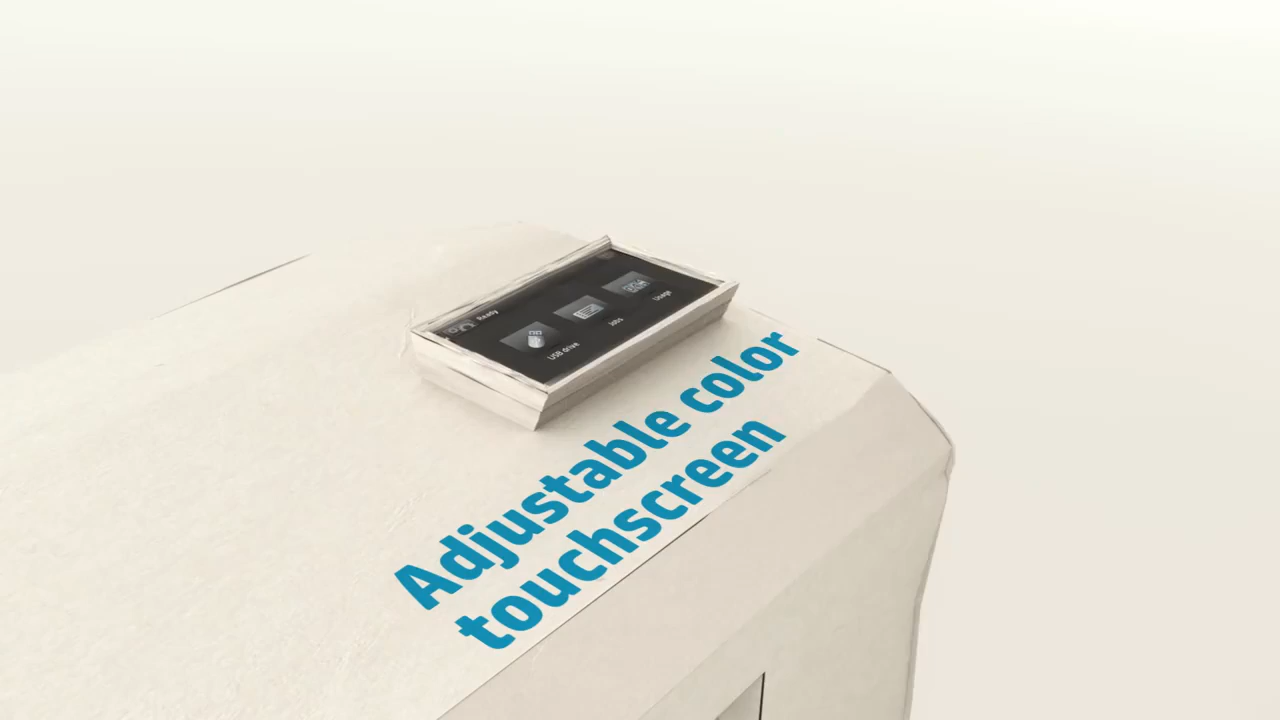 Ready
USB drive
Jobs
Usage
Adjustable color
touchscreen